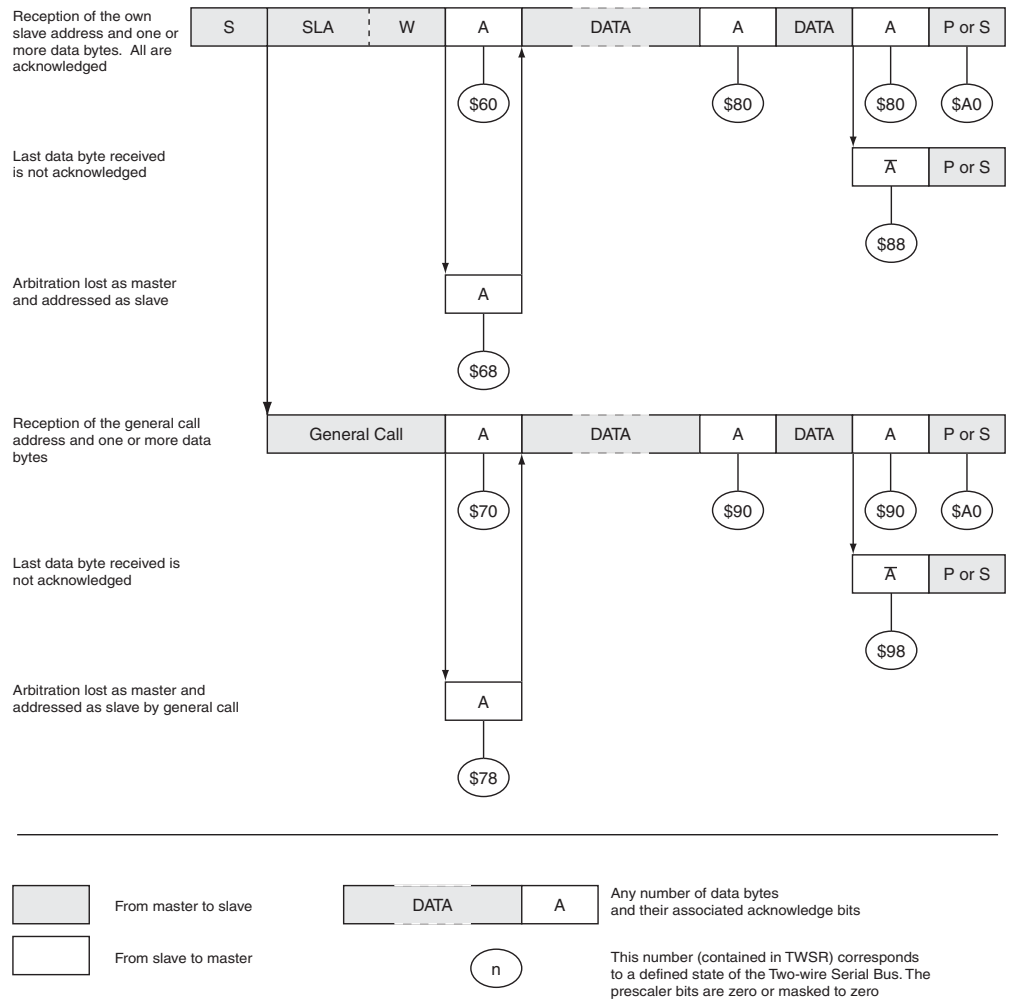 Reception of the own
slave address and one or
more data bytes. All are
acknowledged
S SLA W A DATA A DATA A P or S
$60 $80 $80 $A0
Last data byte received
is not acknowledged
A̅ P or S
$88
Arbitration lost as master
and addressed as slave
A
$68
Reception of the general call
address and one or more data
bytes
General Call A DATA A DATA A P or S
$70 $90 $90 $A0
Last data byte received is
not acknowledged
A̅ P or S
$98
Arbitration lost as master and
addressed as slave by general call
A
$78
From master to slave
DATA A
Any number of data bytes
and their associated acknowledge bits
From slave to master
n
This number (contained in TWSR) corresponds
to a defined state of the Two-wire Serial Bus. The
prescaler bits are zero or masked to zero